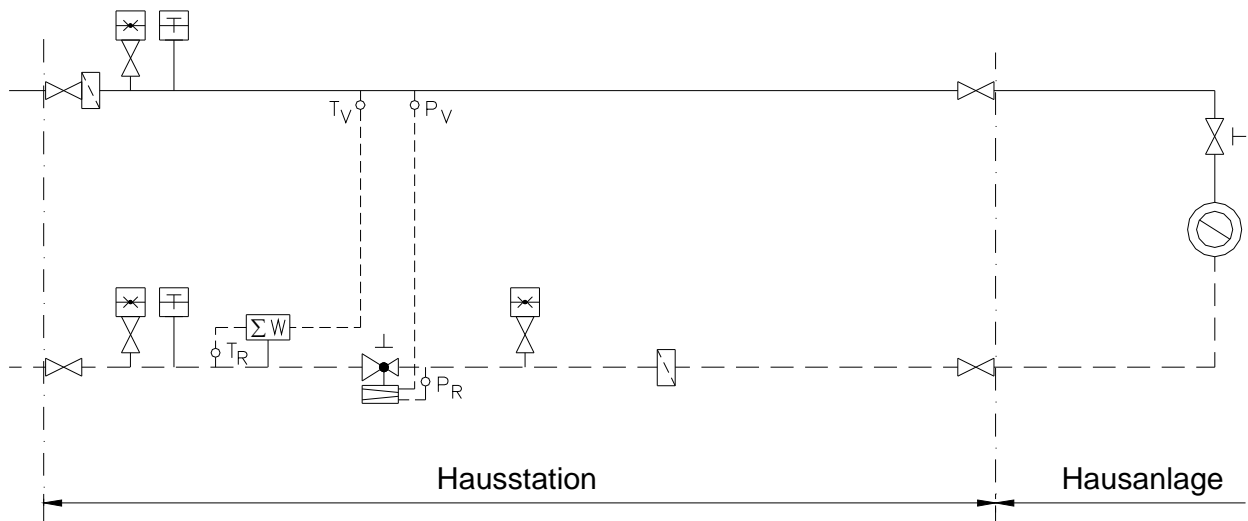 T
T_V P_V
T
ΣW
T_R
P_R
Hausstation Hausanlage